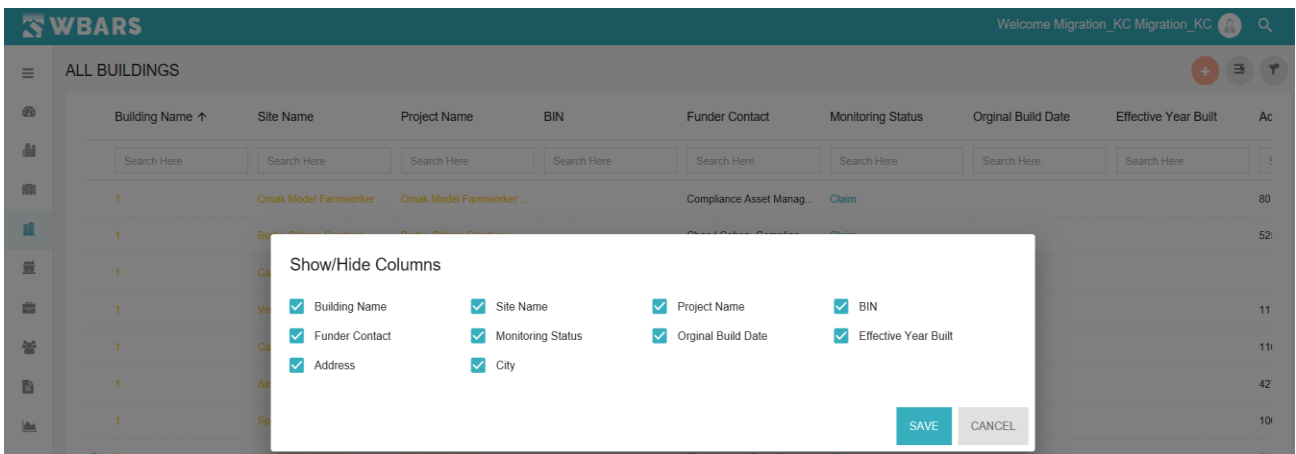 WBARS
Welcome Migration_KC Migration_KC
ALL BUILDINGS
Building Name Site Name Project Name BIN Funder Contact Monitoring Status Orginal Build Date Effective Year Built
Search Here Search Here Search Here Search Here Search Here Search Here Search Here Search Here
1 Omak Model Farmworker... Omak Model Farmworker... Compliance Asset Manag... Claim 80
1
1
1 11
1
1
1
Show/Hide Columns
Building Name Site Name Project Name BIN
Funder Contact Monitoring Status Orginal Build Date Effective Year Built
Address City
SAVE CANCEL